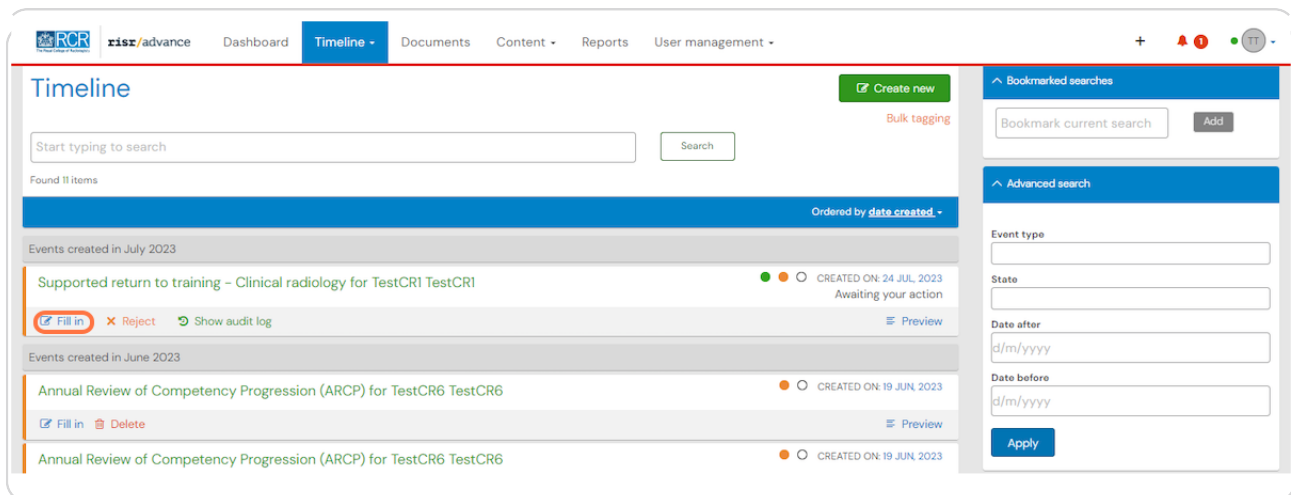 RCR risr/advance Dashboard Timeline Documents Content Reports User management + 1 TT
Timeline
Create new
Bulk tagging
Start typing to search Search
Found 11 items
Ordered by date created
Events created in July 2023
Supported return to training - Clinical radiology for TestCR1 TestCR1 CREATED ON: 24 JUL, 2023
Awaiting your action
Fill in Reject Show audit log Preview
Events created in June 2023
Annual Review of Competency Progression (ARCP) for TestCR6 TestCR6 CREATED ON: 19 JUN, 2023
Fill in Delete Preview
Annual Review of Competency Progression (ARCP) for TestCR6 TestCR6 CREATED ON: 19 JUN, 2023
Bookmarked searches
Bookmark current search Add
Advanced search
Event type
State
Date after
d/m/yyyy
Date before
d/m/yyyy
Apply